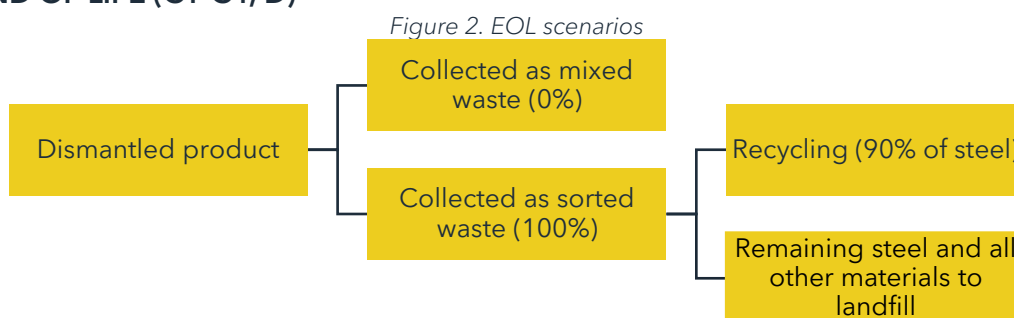 Figure 2. EOL scenarios
Collected as mixed
waste (0%)
Dismantled product
Recycling (90% of steel)
Collected as sorted
waste (100%)
Remaining steel and all
other materials to
landfill